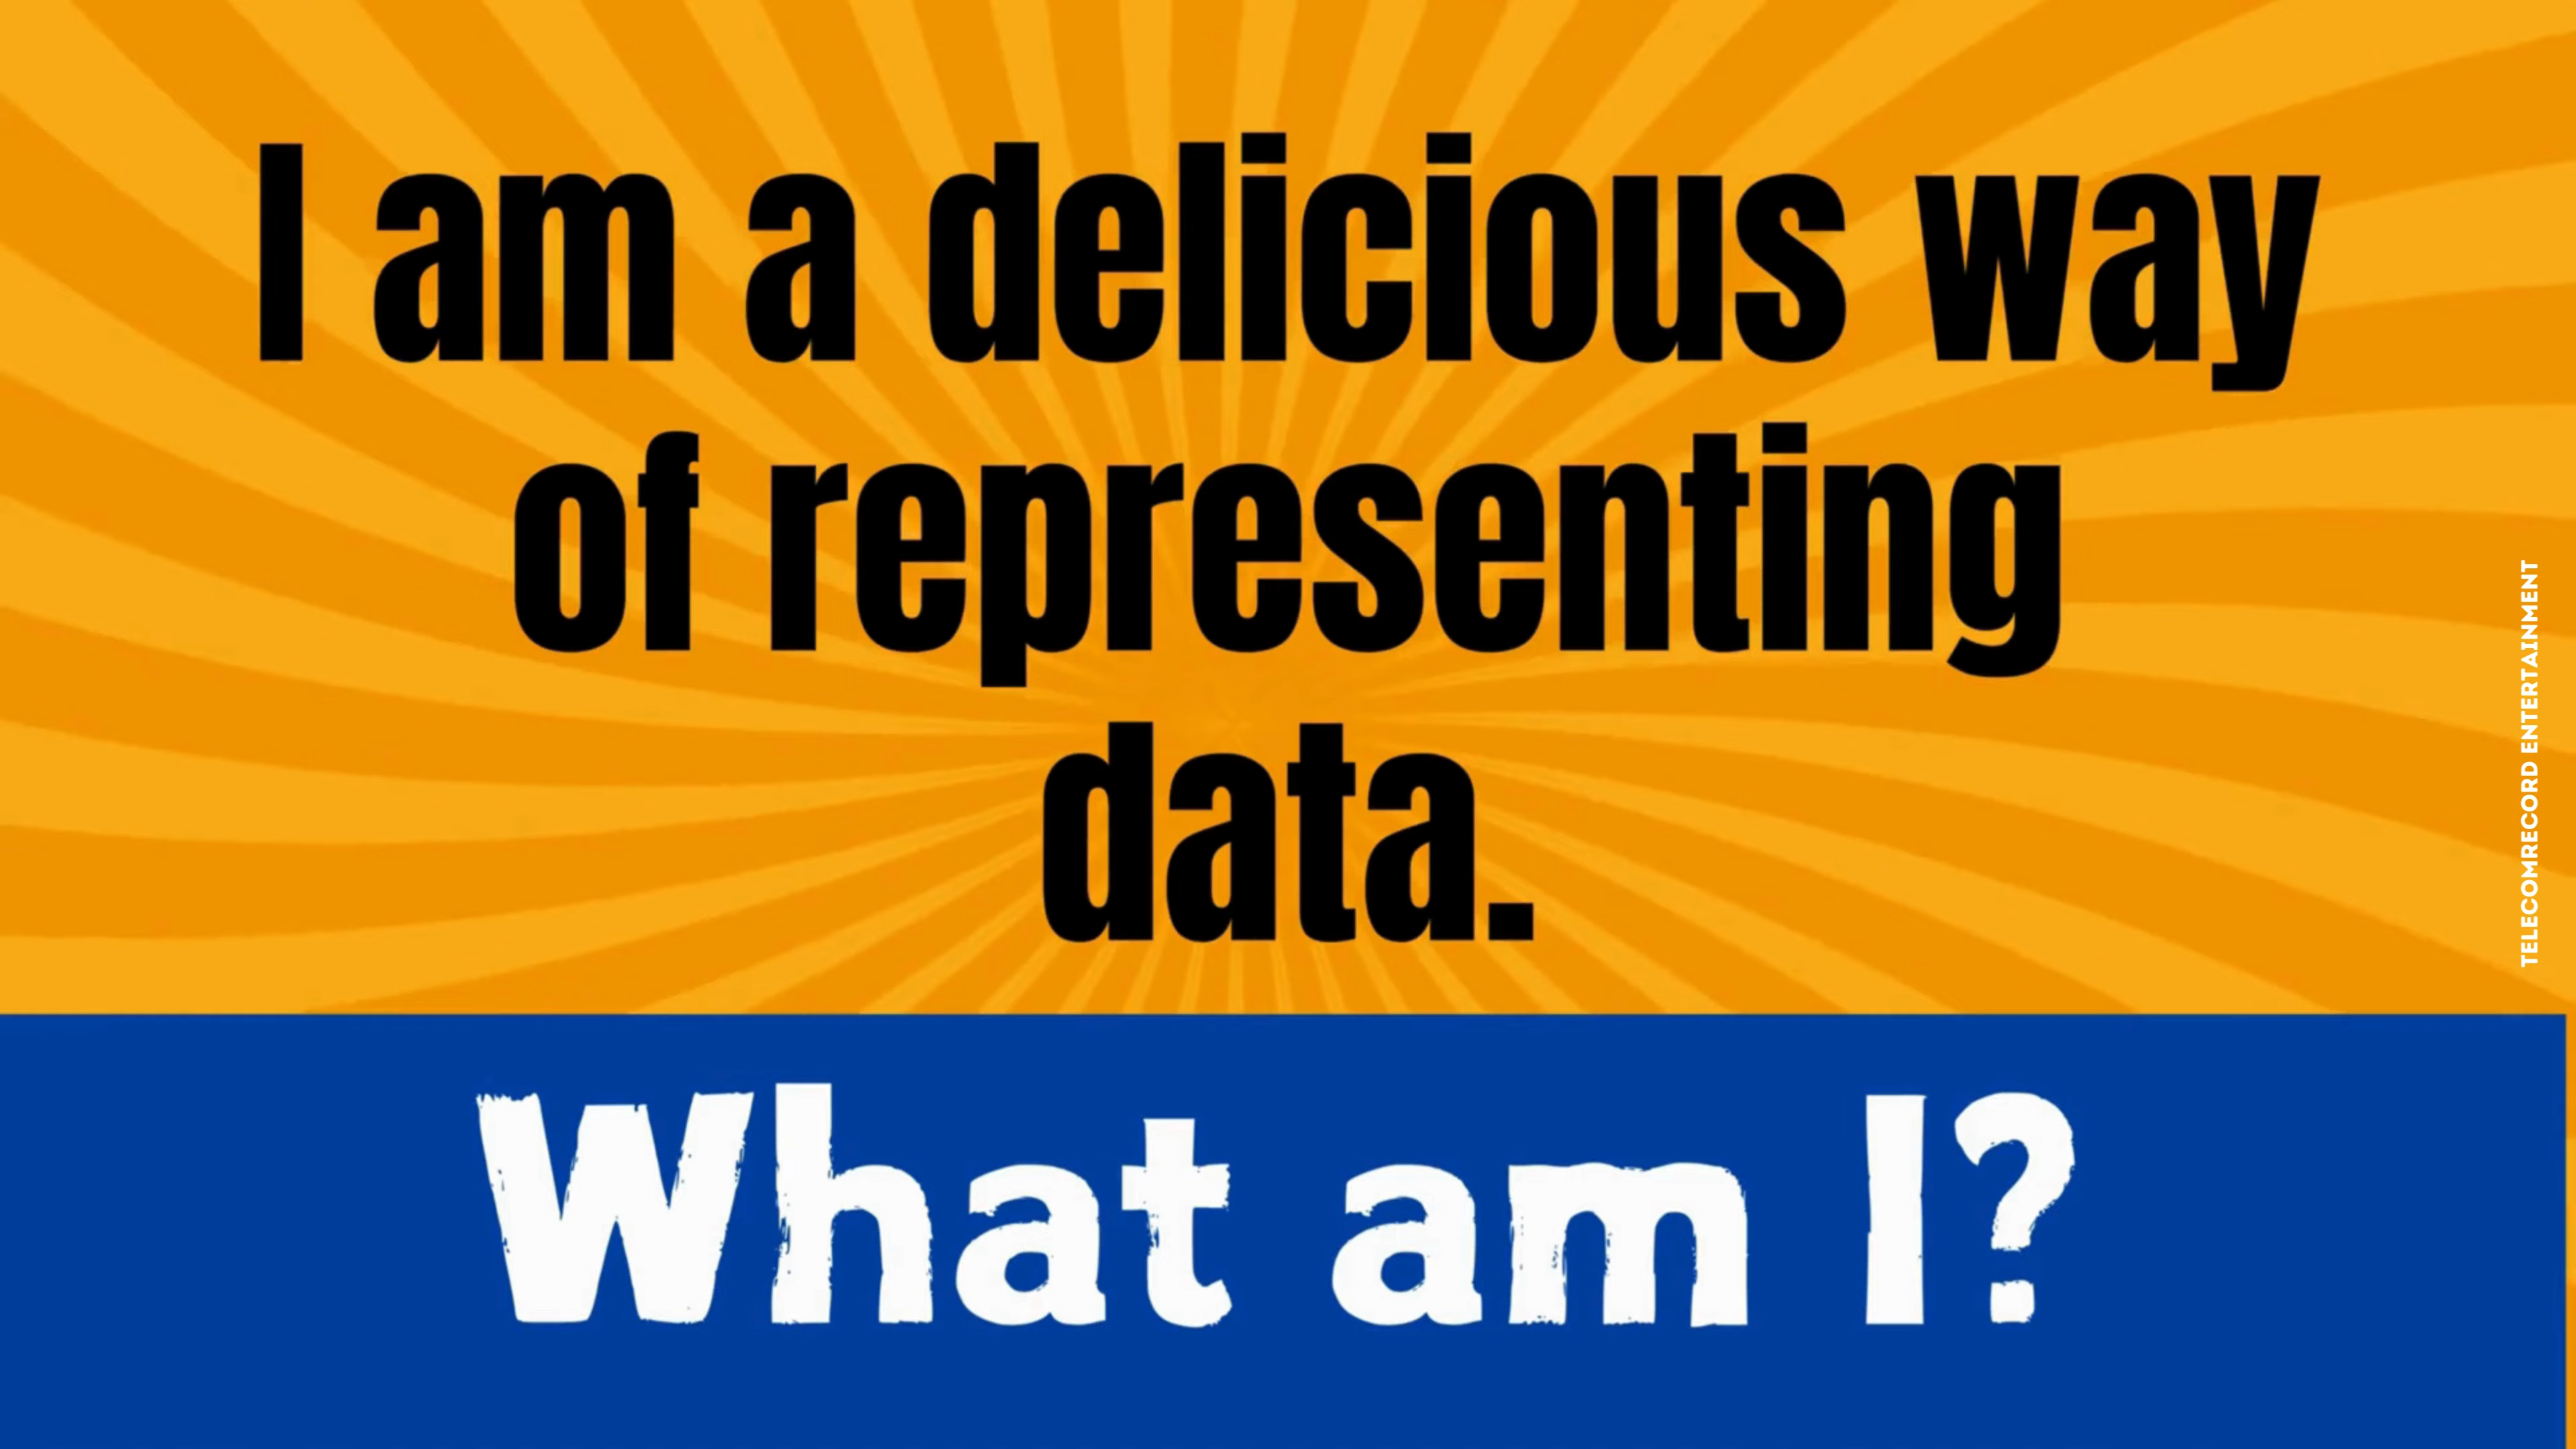 I am a delicious way
of representing
data.
What am I?
TELECOMRECORD ENTERTAINMENT